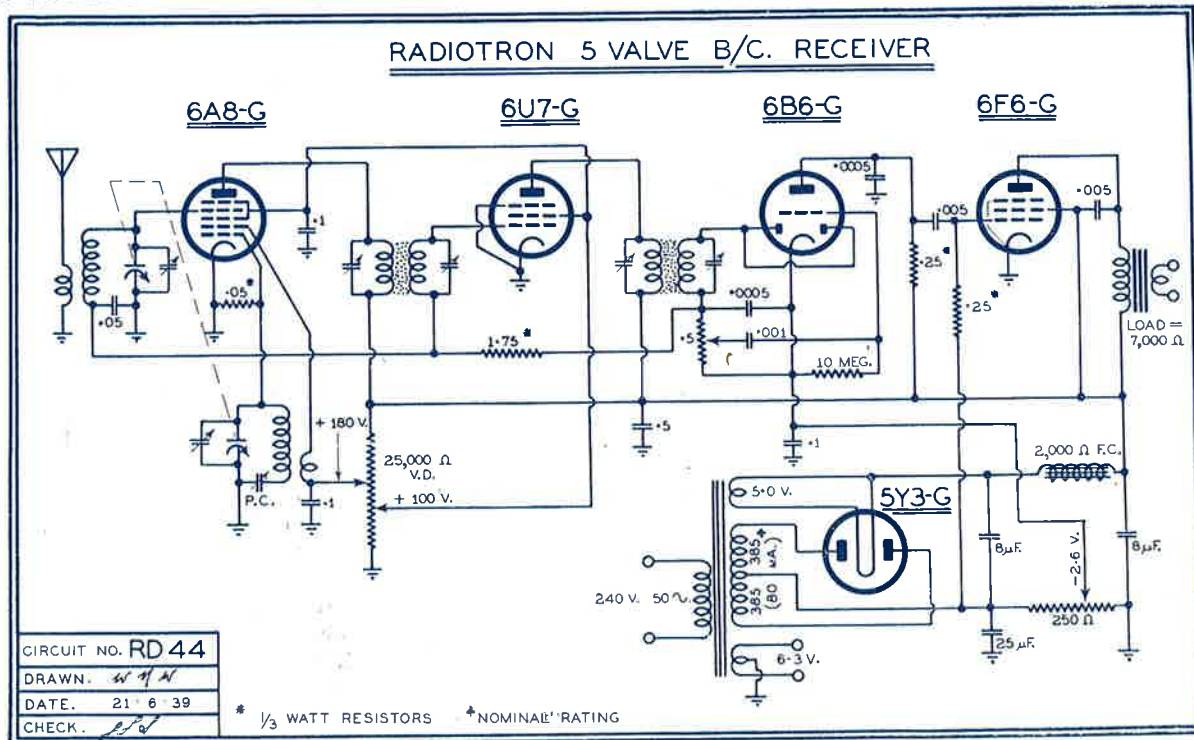 RADIOTRON 5 VALVE B/C. RECEIVER
6A8-G
6U7-G
6B6-G
6F6-G
·0005
·1
·005
·005
·25*
·25*
·05*
·05
·0005
LOAD =
7,000 Ω
1·75*
·5
·001
10 MEG.
+ 180 V.
·5
·1
25,000 Ω
V.D.
2,000 Ω F.C.
+ 100 V.
P.C.
·1
5·0 V.
5Y3-G
385
385
(80
M.A.)
8µF.
-2·6 V.
8µF.
240 V. 50~.
250 Ω
25µF.
6·3 V.
CIRCUIT NO. RD 44
DRAWN.
DATE. 21 6 39
CHECK.
* 1/3 WATT RESISTORS
NOMINAL RATING